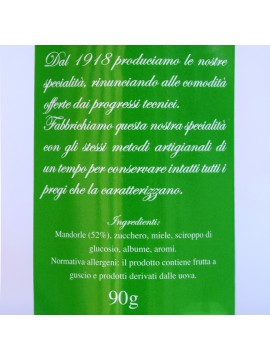 Dal 1918 produciamo le nostre
specialità, rinunciando alle comodità
offerte dai progressi tecnici.
Fabbrichiamo questa nostra specialità
con gli stessi metodi artigianali di
un tempo per conservare intatti tutti i
pregi che la caratterizzano.
Ingredienti:
Mandorle (52%), zucchero, miele, sciroppo di
glucosio, albume, aromi.
Normativa allergeni: il prodotto contiene frutta a
guscio e prodotti derivati dalle uova.
90g